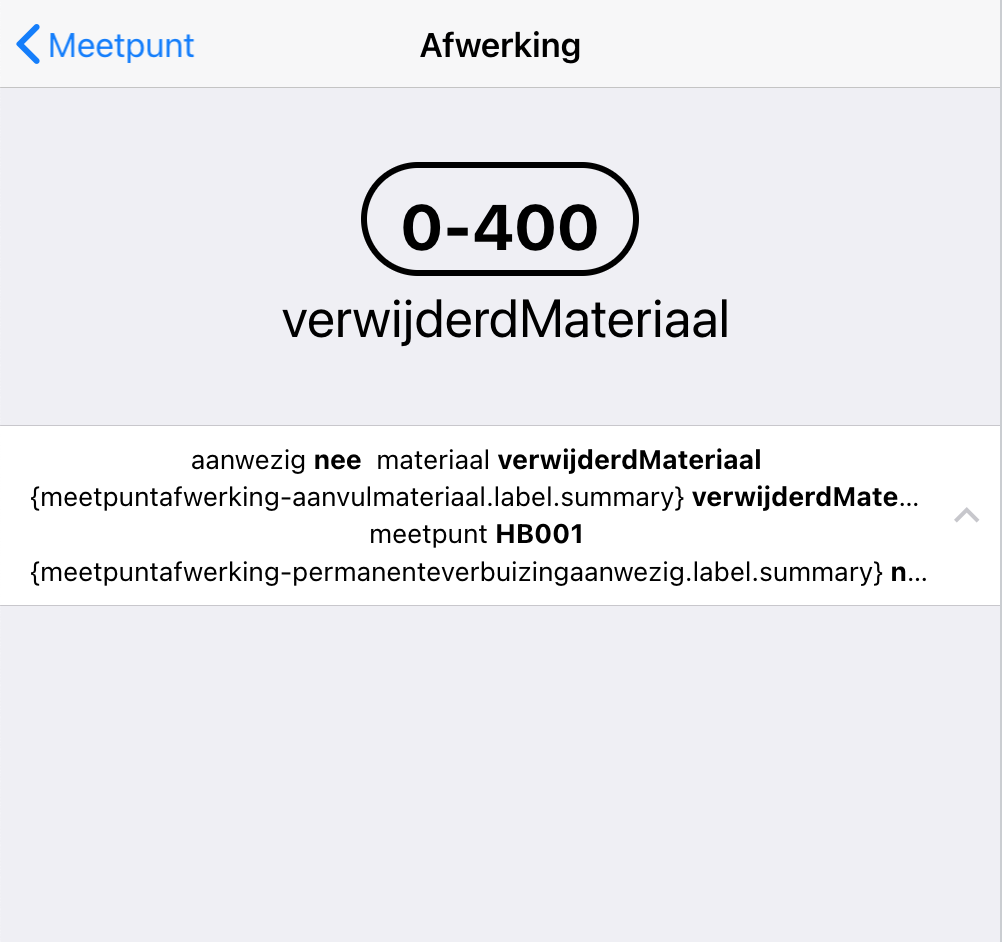 Meetpunt
Afwerking
0-400
verwijderdMateriaal
aanwezig nee materiaal verwijderdMateriaal
{meetpuntafwerking-aanvulmateriaal.label.summary} verwijderdMate...
meetpunt HB001
{meetpuntafwerking-permanenteverbuizingaanwezig.label.summary} n...